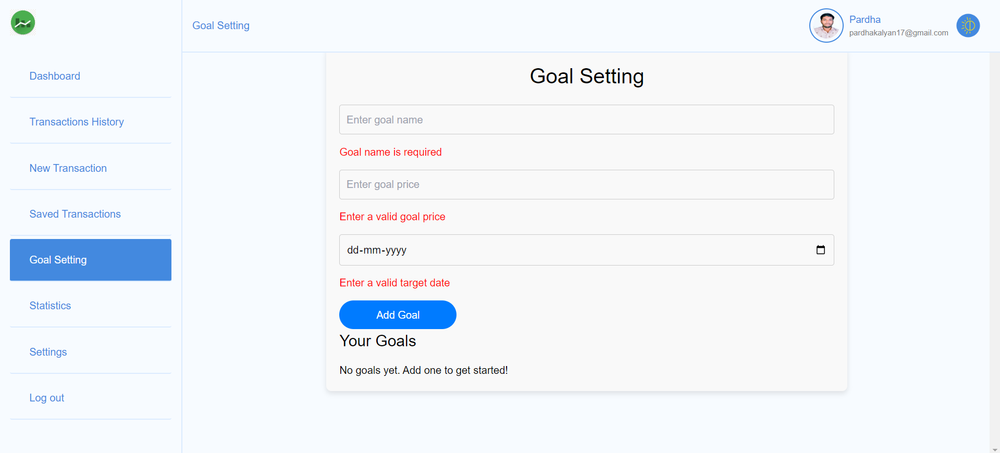 Goal Setting
Pardha
pardhakalyan17@gmail.com
Dashboard
Transactions History
New Transaction
Saved Transactions
Goal Setting
Statistics
Settings
Log out
Goal Setting
Enter goal name
Goal name is required
Enter goal price
Enter a valid goal price
dd-mm-yyyy
Enter a valid target date
Add Goal
Your Goals
No goals yet. Add one to get started!